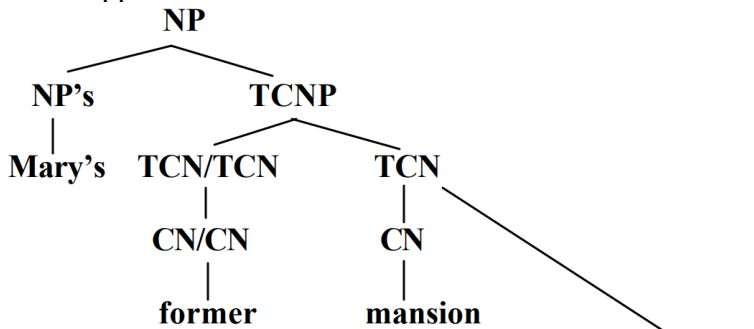 NP
NP's TCNP
Mary's TCN/TCN TCN
CN/CN CN
former mansion